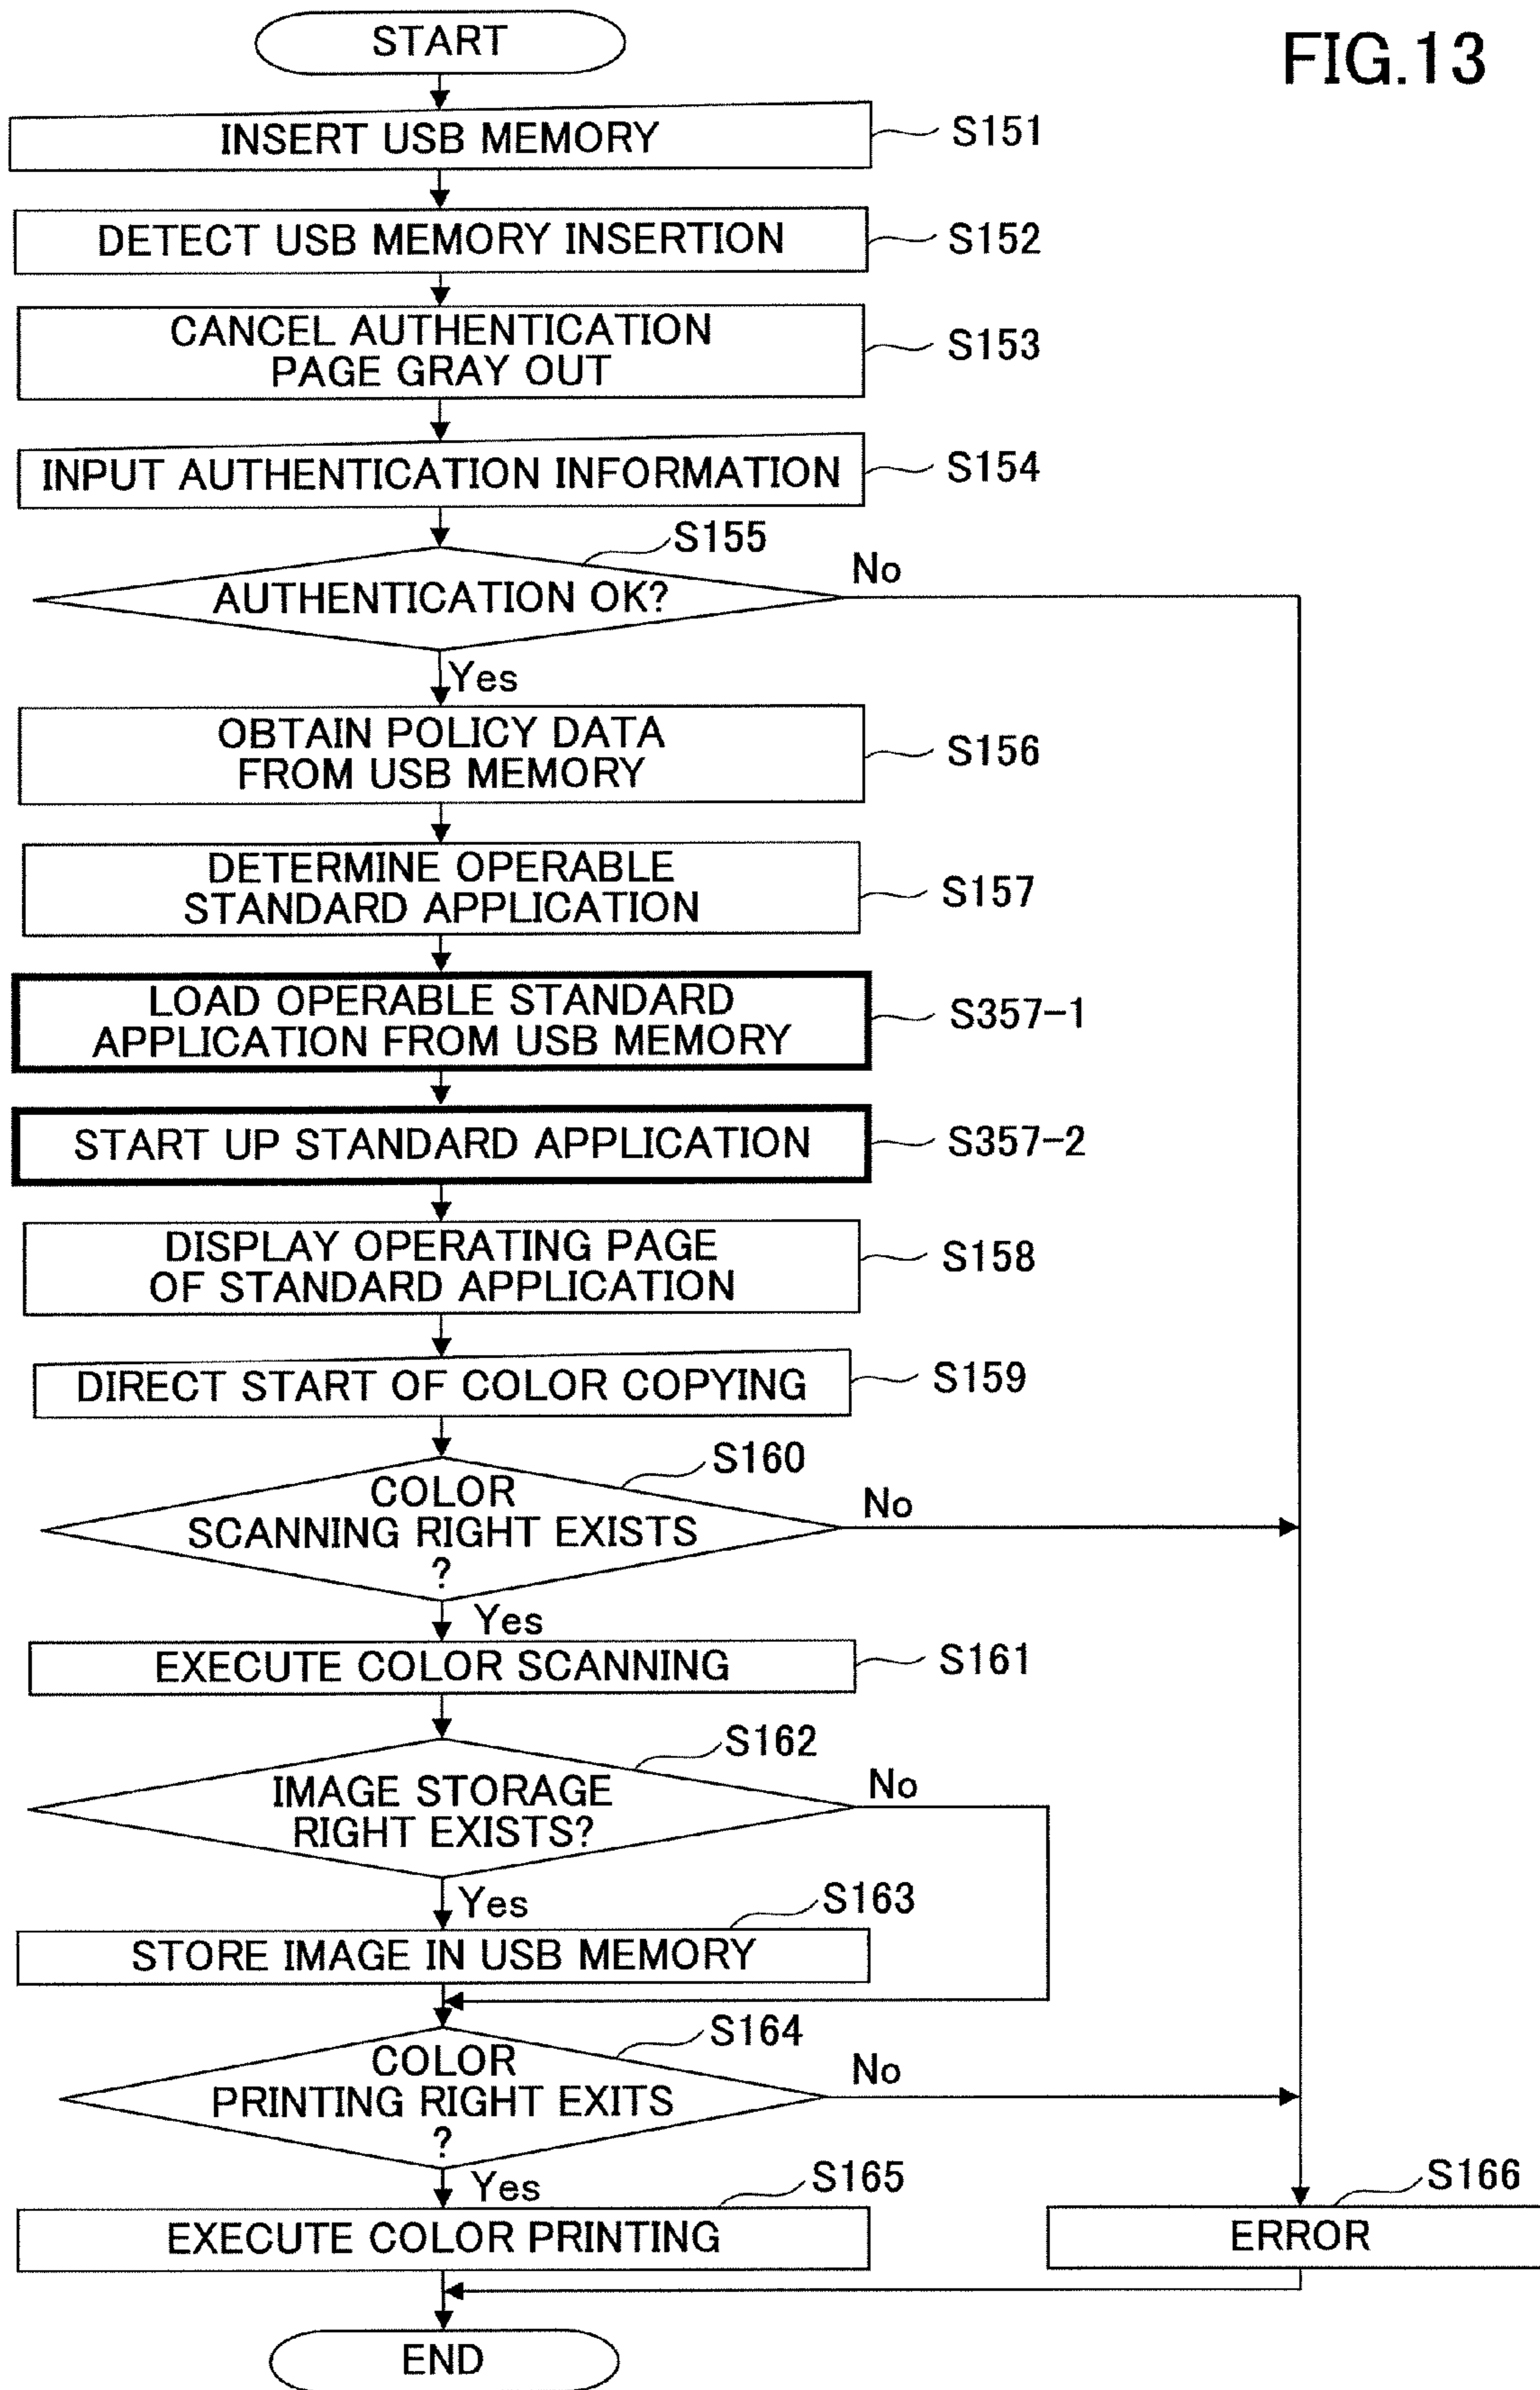 FIG.13
START
INSERT USB MEMORY
S151
DETECT USB MEMORY INSERTION
S152
CANCEL AUTHENTICATION
PAGE GRAY OUT
S153
INPUT AUTHENTICATION INFORMATION
S154
S155
AUTHENTICATION OK?
No
Yes
OBTAIN POLICY DATA
FROM USB MEMORY
S156
DETERMINE OPERABLE
STANDARD APPLICATION
S157
LOAD OPERABLE STANDARD
APPLICATION FROM USB MEMORY
S357-1
START UP STANDARD APPLICATION
S357-2
DISPLAY OPERATING PAGE
OF STANDARD APPLICATION
S158
DIRECT START OF COLOR COPYING
S159
S160
COLOR
SCANNING RIGHT EXISTS
?
No
Yes
EXECUTE COLOR SCANNING
S161
S162
IMAGE STORAGE
RIGHT EXISTS?
No
Yes
S163
STORE IMAGE IN USB MEMORY
S164
COLOR
PRINTING RIGHT EXITS
?
No
Yes
S165
EXECUTE COLOR PRINTING
S166
ERROR
END